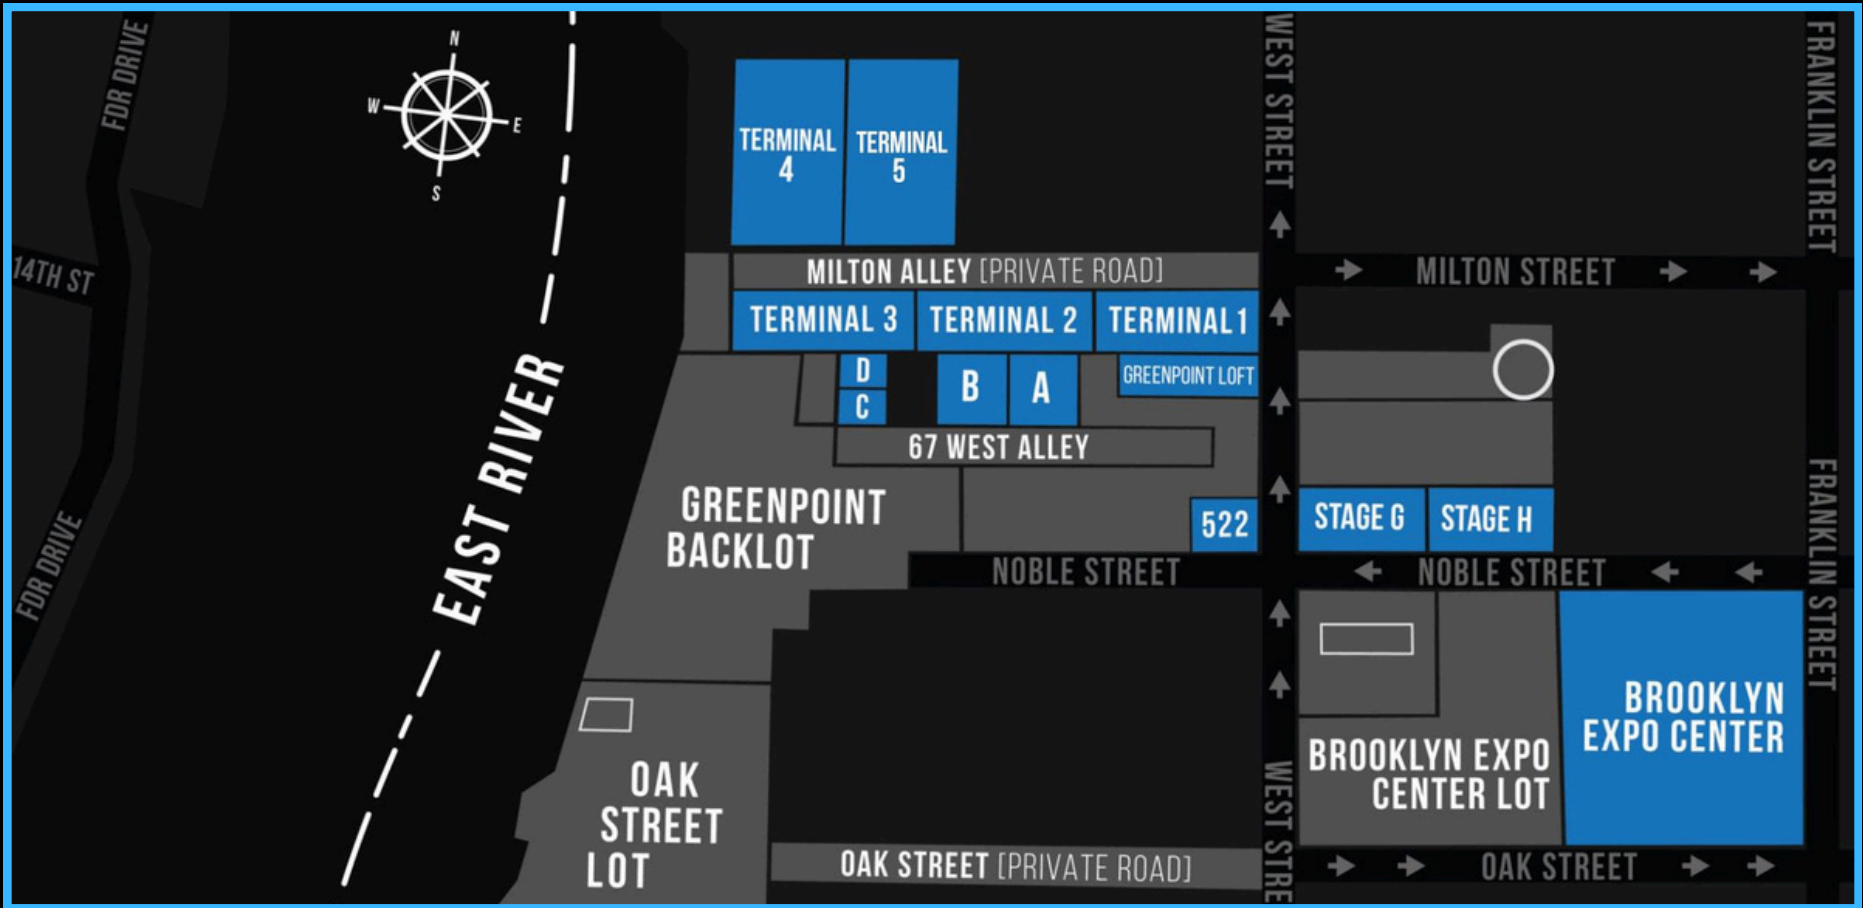 FDR DRIVE
N
W
E
S
14TH ST
FDR DRIVE
EAST RIVER
TERMINAL
4
TERMINAL
5
MILTON ALLEY [PRIVATE ROAD]
TERMINAL 3
TERMINAL 2
TERMINAL 1
D
C
B
A
GREENPOINT LOFT
67 WEST ALLEY
GREENPOINT
BACKLOT
522
NOBLE STREET
OAK
STREET
LOT
OAK STREET [PRIVATE ROAD]
WEST STREET
WEST STRE
FRANKLIN STREET
MILTON STREET
STAGE G
STAGE H
NOBLE STREET
FRANKLIN STREET
BROOKLYN EXPO
CENTER LOT
BROOKLYN
EXPO CENTER
OAK STREET